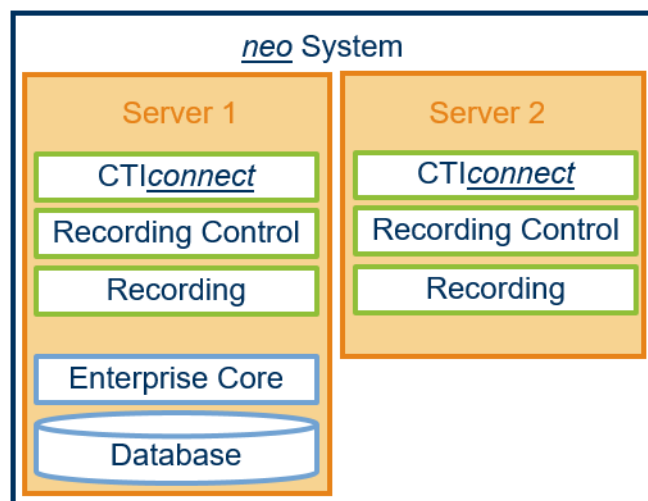 neo System
Server 1
CTIconnect
Recording Control
Recording
Enterprise Core
Database
Server 2
CTIconnect
Recording Control
Recording